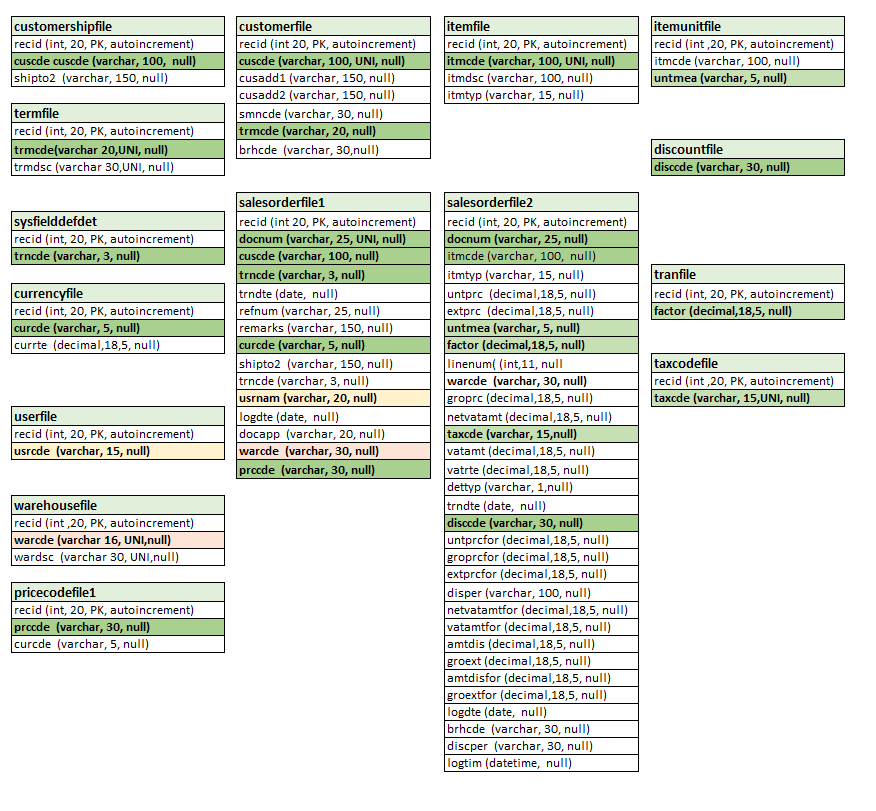 customershipfile
recid (int, 20, PK, autoincrement)
cuscde cuscde (varchar, 100,  null)
shipto2  (varchar, 150, null)
termfile
recid (int, 20, PK, autoincrement)
trmcde(varchar 20,UNI, null)
trmdsc (varchar 30,UNI, null)
sysfielddefdet
recid (int, 20, PK, autoincrement)
trncde (varchar, 3, null)
currencyfile
recid (int, 20, PK, autoincrement)
curcde (varchar, 5, null)
currte  (decimal,18,5, null)
userfile
recid (int, 20, PK, autoincrement)
usrcde  (varchar, 15, null)
warehousefile
recid (int ,20, PK, autoincrement)
warcde (varchar 16, UNI,null)
wardsc  (varchar 30, UNI,null)
pricecodefile1
recid (int, 20, PK, autoincrement)
prccde  (varchar, 30, null)
curcde  (varchar, 5, null)
customerfile
recid (int 20, PK, autoincrement)
cuscde (varchar, 100, UNI, null)
cusadd1 (varchar, 150, null)
cusadd2 (varchar, 150, null)
smncde (varchar, 30, null)
trmcde (varchar, 20, null)
brhcde  (varchar, 30,null)
salesorderfile1
recid (int 20, PK, autoincrement)
docnum (varchar, 25, UNI, null)
cuscde (varchar, 100, null)
trncde (varchar, 3, null)
trndte (date,  null)
refnum (varchar, 25, null)
remarks (varchar, 150, null)
curcde (varchar, 5, null)
shipto2  (varchar, 150, null)
trncde (varchar, 3, null)
usrnam (varchar, 20, null)
logdte (date,  null)
docapp  (varchar, 20, null)
warcde  (varchar, 30, null)
prccde  (varchar, 30, null)
itemfile
recid (int, 20, PK, autoincrement)
itmcde (varchar, 100, UNI, null)
itmdsc (varchar, 100, null)
itmtyp (varchar, 15, null)
salesorderfile2
recid (int, 20, PK, autoincrement)
docnum (varchar, 25, null)
itmcde (varchar, 100,  null)
itmtyp (varchar, 15, null)
untprc  (decimal,18,5, null)
extprc  (decimal,18,5, null)
untmea (varchar, 5, null)
factor (decimal,18,5, null)
linenum( (int,11, null
warcde  (varchar, 30, null)
groprc (decimal,18,5, null)
netvatamt (decimal,18,5, null)
taxcde (varchar, 15,null)
vatamt (decimal,18,5, null)
vatrte (decimal,18,5, null)
dettyp (varchar, 1,null)
trndte (date,  null)
disccde (varchar, 30, null)
untprcfor (decimal,18,5, null)
groprcfor (decimal,18,5, null)
extprcfor (decimal,18,5, null)
disper (varchar, 100, null)
netvatamtfor (decimal,18,5, null)
vatamtfor (decimal,18,5, null)
amtdis (decimal,18,5, null)
groext (decimal,18,5, null)
amtdisfor (decimal,18,5, null)
groextfor (decimal,18,5, null)
logdte (date,  null)
brhcde  (varchar, 30, null)
discper  (varchar, 30, null)
logtim (datetime,  null)
itemunitfile
recid (int ,20, PK, autoincrement)
itmcde (varchar, 100, null)
untmea (varchar, 5, null)
discountfile
disccde (varchar, 30, null)
tranfile
recid (int, 20, PK, autoincrement)
factor (decimal,18,5, null)
taxcodefile
recid (int ,20, PK, autoincrement)
taxcde (varchar, 15,UNI, null)